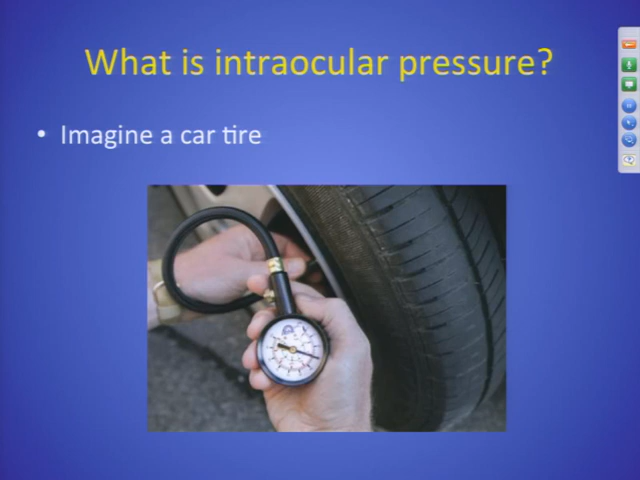 What is intraocular pressure?
• Imagine a car tire